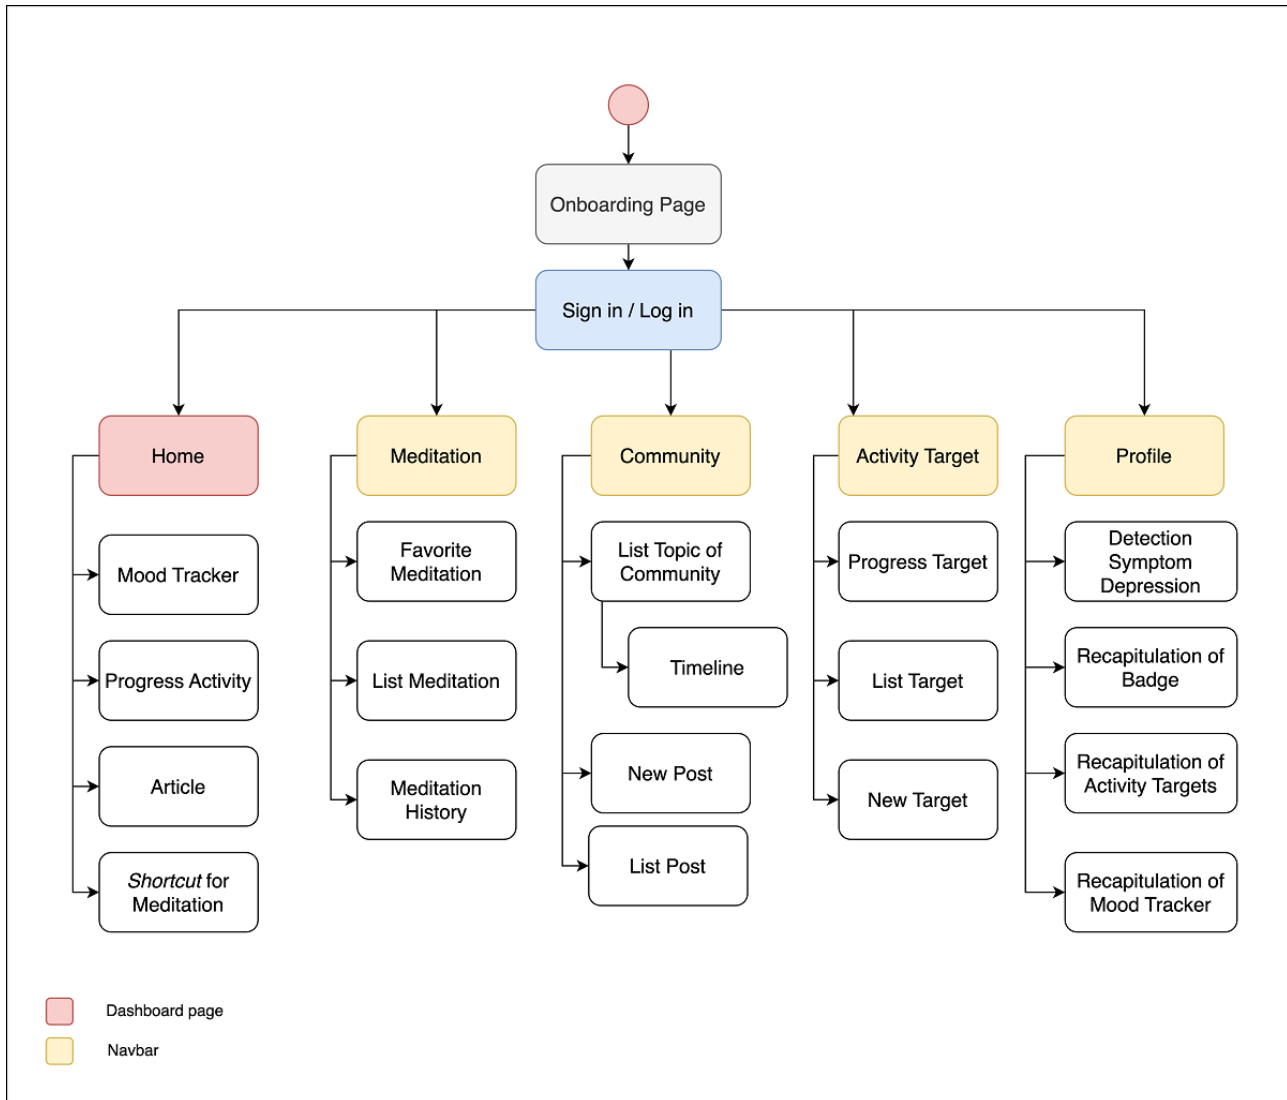 Onboarding Page
Sign in / Log in
Home
Meditation
Community
Activity Target
Profile
Mood Tracker
Progress Activity
Article
Shortcut for
Meditation
Favorite
Meditation
List Meditation
Meditation
History
List Topic of
Community
Timeline
New Post
List Post
Progress Target
List Target
New Target
Detection
Symptom
Depression
Recapitulation of
Badge
Recapitulation of
Activity Targets
Recapitulation of
Mood Tracker
Dashboard page
Navbar